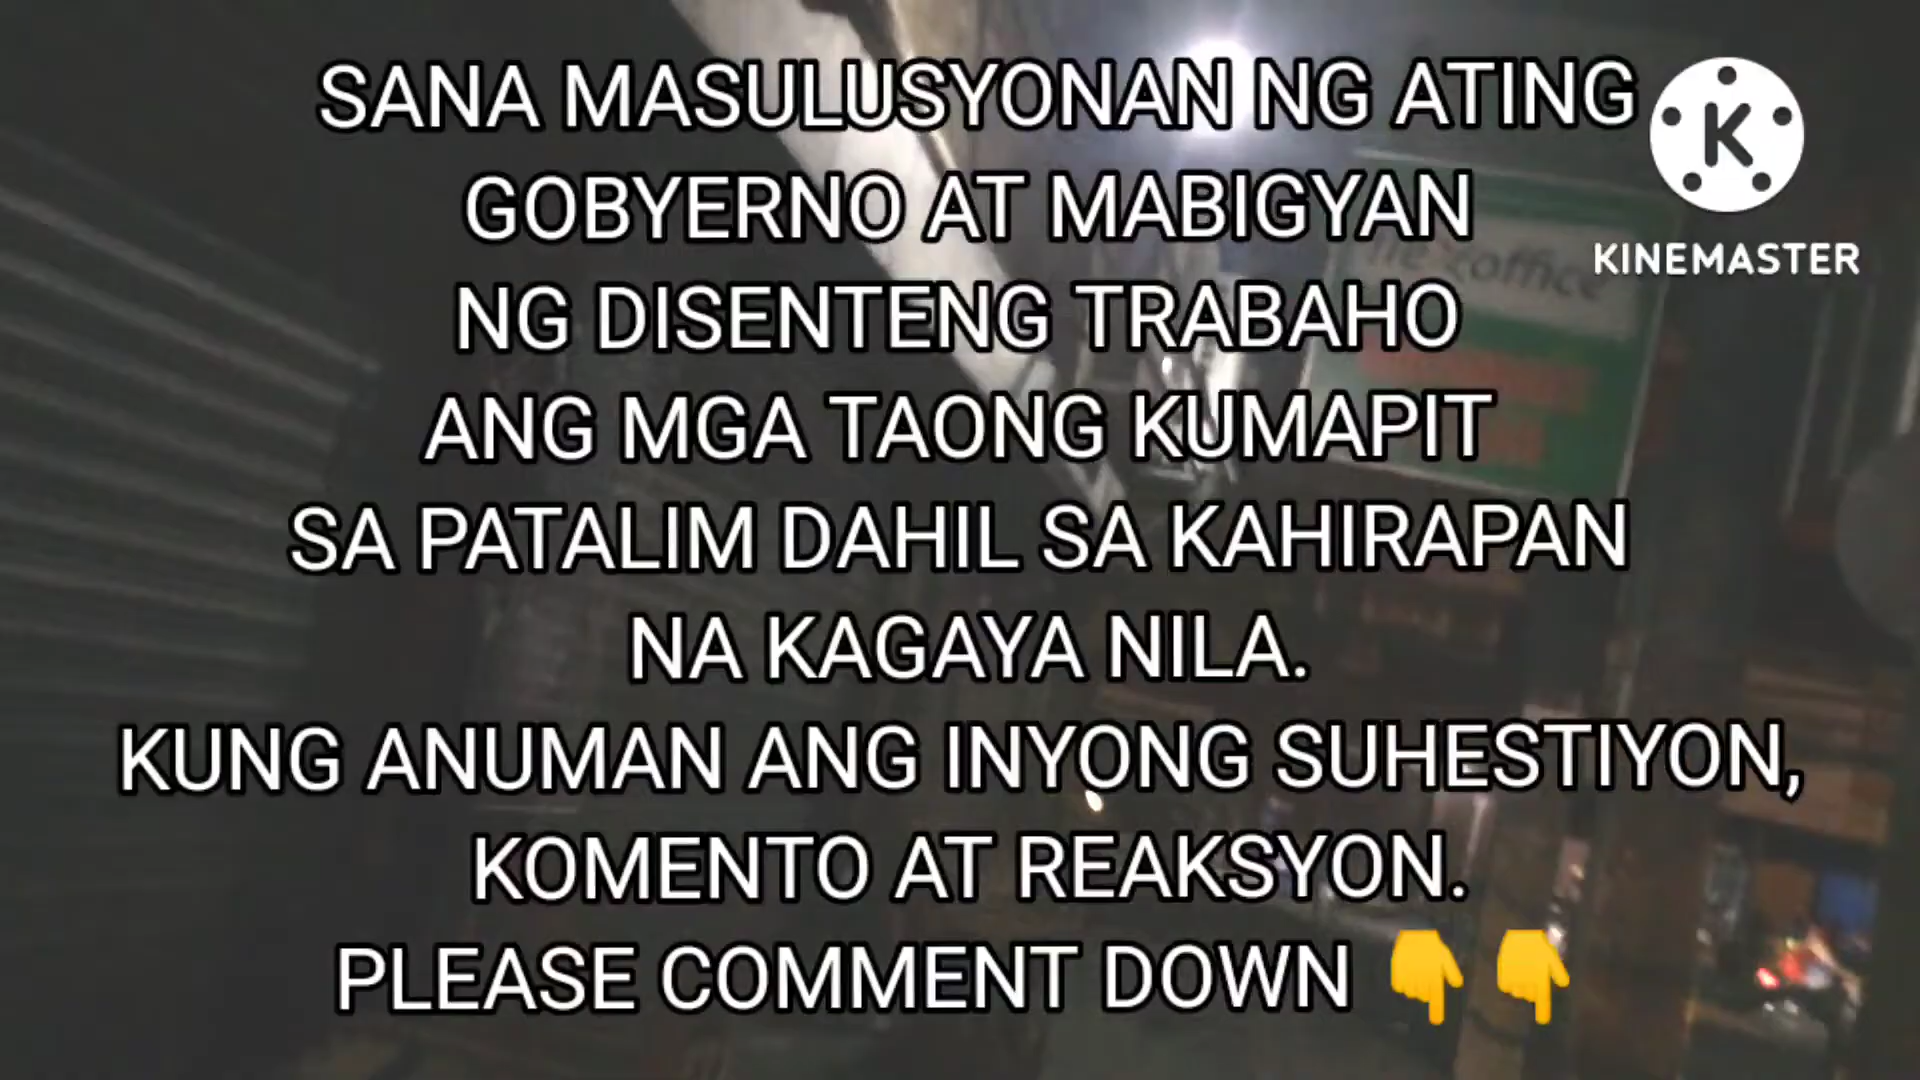 SANA MASULUSYONAN NG ATING
GOBYERNO AT MABIGYAN
NG DISENTENG TRABAHO
ANG MGA TAONG KUMAPIT
SA PATALIM DAHIL SA KAHIRAPAN
NA KAGAYA NILA.
KUNG ANUMAN ANG INYONG SUHESTIYON,
KOMENTO AT REAKSYON.
PLEASE COMMENT DOWN 👇👇
K
KINEMASTER